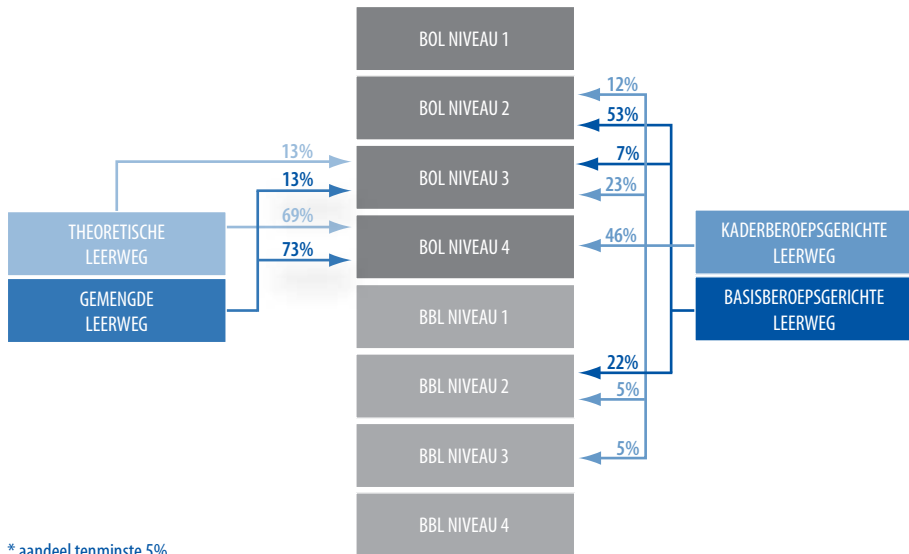 BOL NIVEAU 1
BOL NIVEAU 2
12%
53%
13%
7%
BOL NIVEAU 3
13%
23%
69%
THEORETISCHE
LEERWEG
73%
BOL NIVEAU 4
46%
KADERBEROEPSGERICHTE
LEERWEG
GEMENGDE
LEERWEG
BBL NIVEAU 1
BASISBEROEPSGERICHTE
LEERWEG
22%
BBL NIVEAU 2
5%
BBL NIVEAU 3
5%
BBL NIVEAU 4
* aandeel tenminste 5%